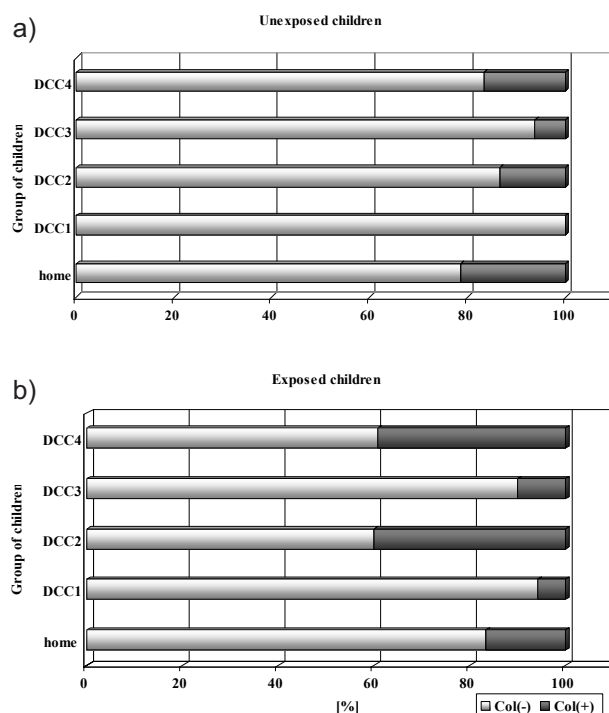 a)
Unexposed children
Group of children
DCC4
DCC3
DCC2
DCC1
home
0 20 40 60 80 100
b)
Exposed children
Group of children
DCC4
DCC3
DCC2
DCC1
home
0 20 40 60 80 100
[%]
Col(-) Col(+)